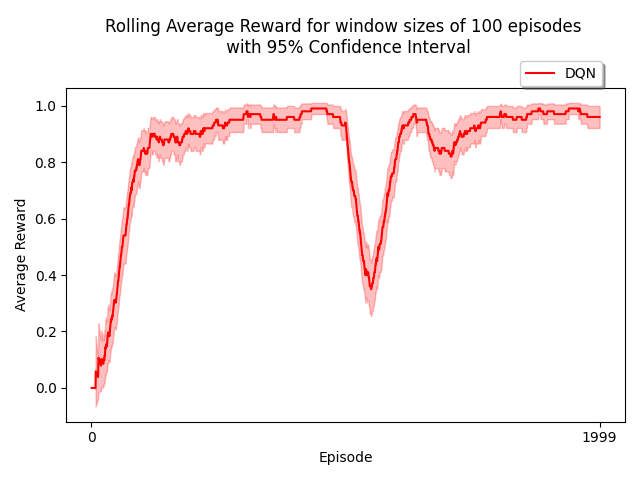 Rolling Average Reward for window sizes of 100 episodes
with 95% Confidence Interval
DQN
1.0
0.8
0.6
0.4
0.2
0.0
Average Reward
0
1999
Episode